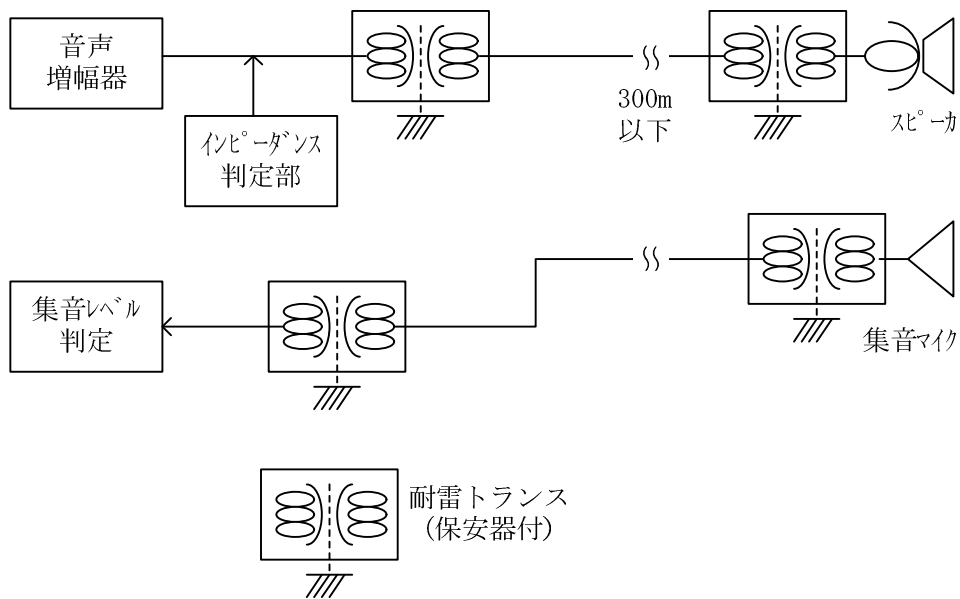 音声
増幅器
300m
以下
スピーカ
インピーダンス
判定部
集音レベル
判定
集音マイク
耐雷トランス
(保安器付)